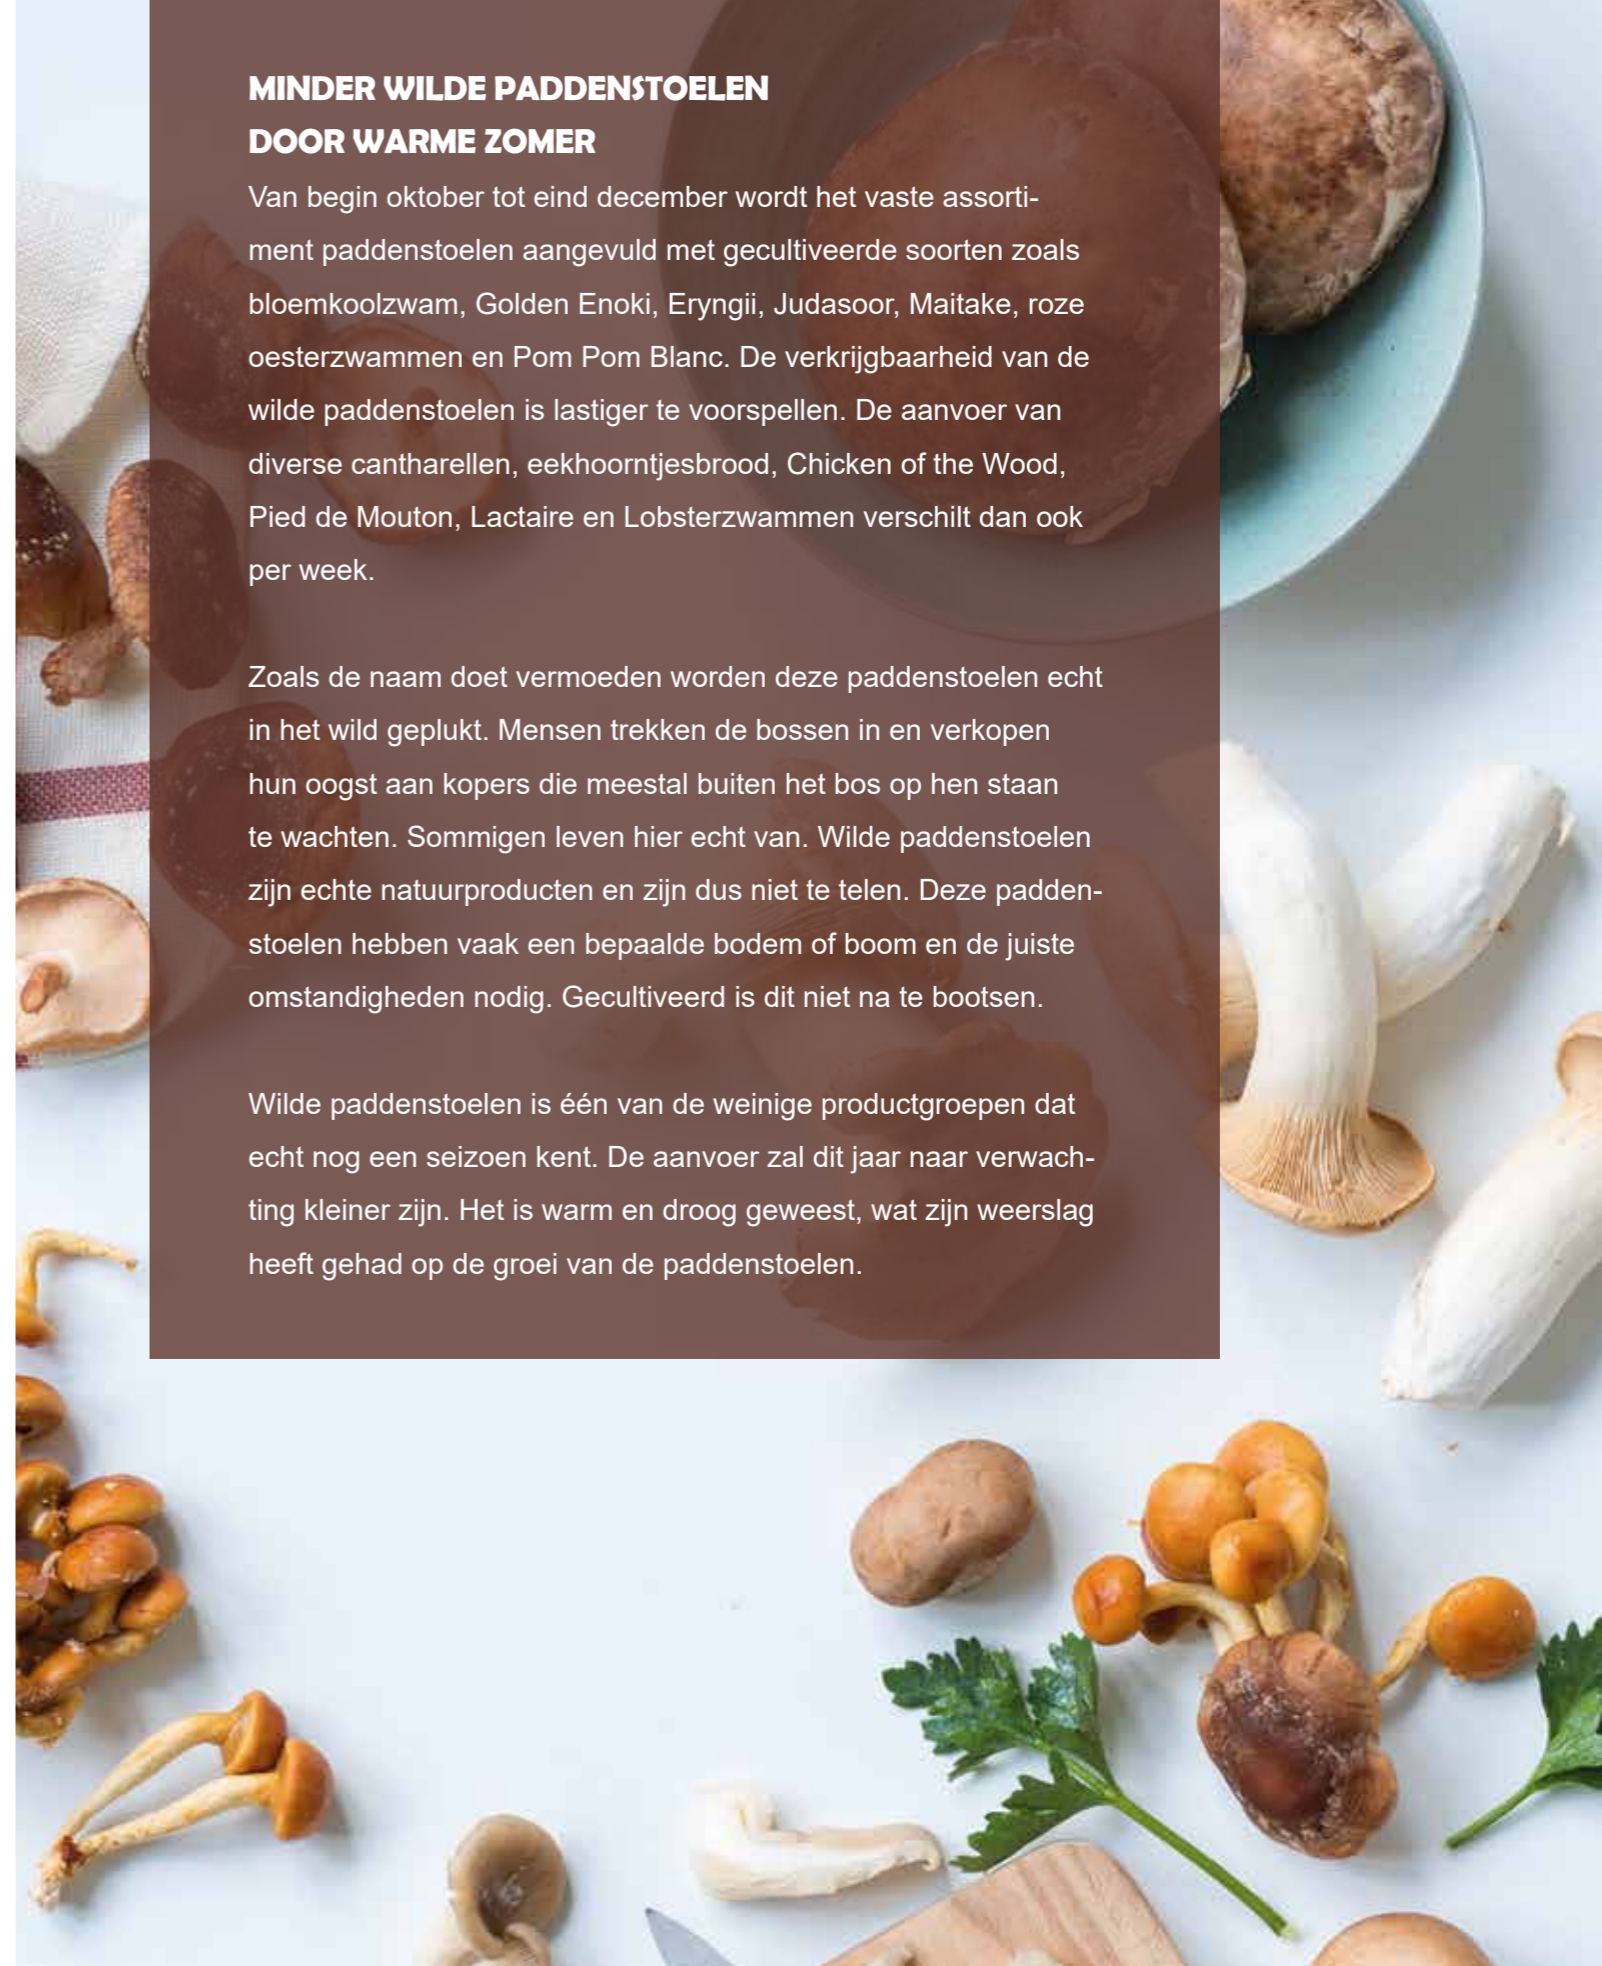 MINDER WILDE PADDENSTOELEN
DOOR WARME ZOMER
Van begin oktober tot eind december wordt het vaste assorti-
ment paddenstoelen aangevuld met gecultiveerde soorten zoals
bloemkoolzwam, Golden Enoki, Eryngii, Judasoor, Maitake, roze
oesterzwammen en Pom Pom Blanc. De verkrijgbaarheid van de
wilde paddenstoelen is lastiger te voorspellen. De aanvoer van
diverse cantharellen, eekhoorntjesbrood, Chicken of the Wood,
Pied de Mouton, Lactaire en Lobsterzwammen verschilt dan ook
per week.
Zoals de naam doet vermoeden worden deze paddenstoelen echt
in het wild geplukt. Mensen trekken de bossen in en verkopen
hun oogst aan kopers die meestal buiten het bos op hen staan
te wachten. Sommigen leven hier echt van. Wilde paddenstoelen
zijn echte natuurproducten en zijn dus niet te telen. Deze padden-
stoelen hebben vaak een bepaalde bodem of boom en de juiste
omstandigheden nodig. Gecultiveerd is dit niet na te bootsen.
Wilde paddenstoelen is één van de weinige productgroepen dat
echt nog een seizoen kent. De aanvoer zal dit jaar naar verwach-
ting kleiner zijn. Het is warm en droog geweest, wat zijn weerslag
heeft gehad op de groei van de paddenstoelen.